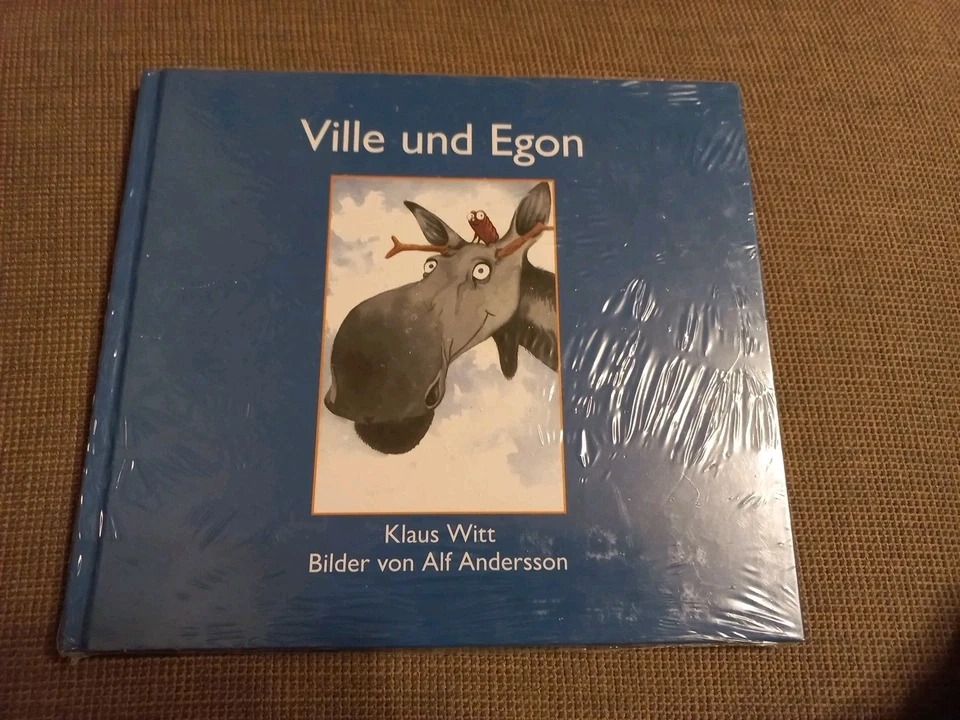 Ville und Egon
Klaus Witt
Bilder von Alf Andersson